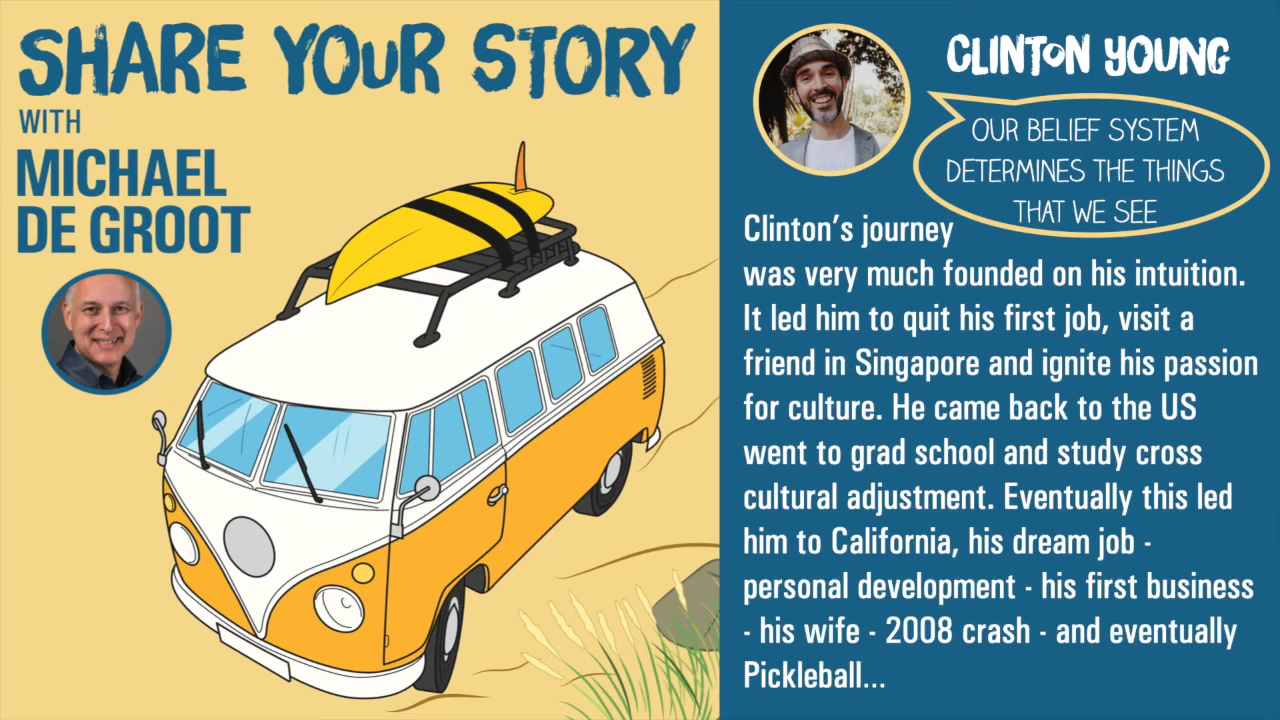 SHARE YOUR STORY
WITH
MICHAEL
DE GROOT
CLINTON YOUNG
OUR BELIEF SYSTEM
DETERMINES THE THINGS
THAT WE SEE
Clinton's journey
was very much founded on his intuition.
It led him to quit his first job, visit a
friend in Singapore and ignite his passion
for culture. He came back to the US
went to grad school and study cross
cultural adjustment. Eventually this led
him to California, his dream job -
personal development - his first business
- his wife - 2008 crash - and eventually
Pickleball...